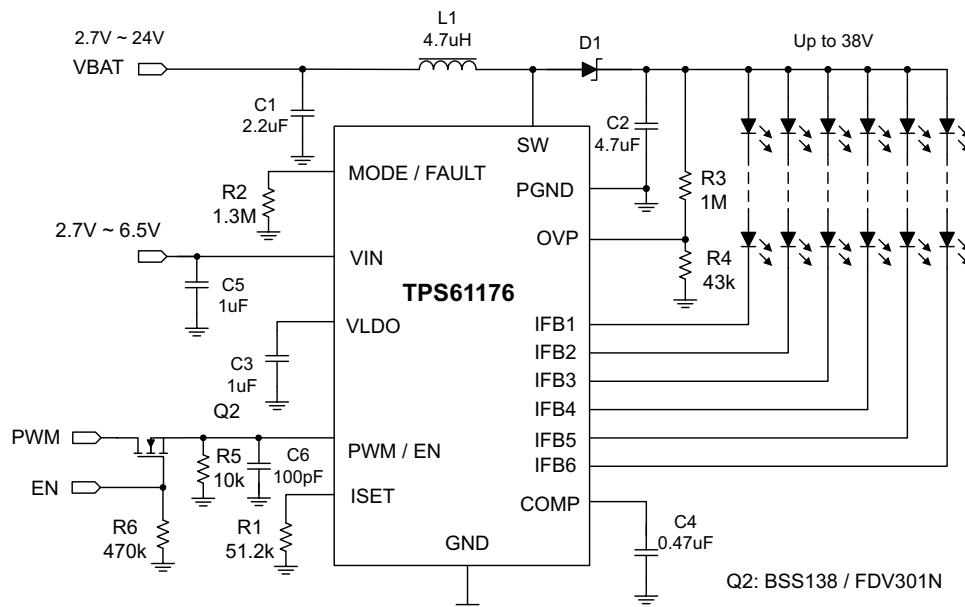 2.7V ~ 24V
VBAT
L1
4.7uH
D1
Up to 38V
C1
2.2uF
SW
C2
4.7uF
MODE / FAULT
R2
1.3M
PGND
R3
1M
2.7V ~ 6.5V
VIN
OVP
R4
43k
C5
1uF
TPS61176
VLDO
C3
1uF
IFB1
IFB2
IFB3
IFB4
IFB5
IFB6
Q2
PWM
PWM / EN
R5
10k
C6
100pF
EN
ISET
COMP
R6
470k
R1
51.2k
GND
C4
0.47uF
Q2: BSS138 / FDV301N